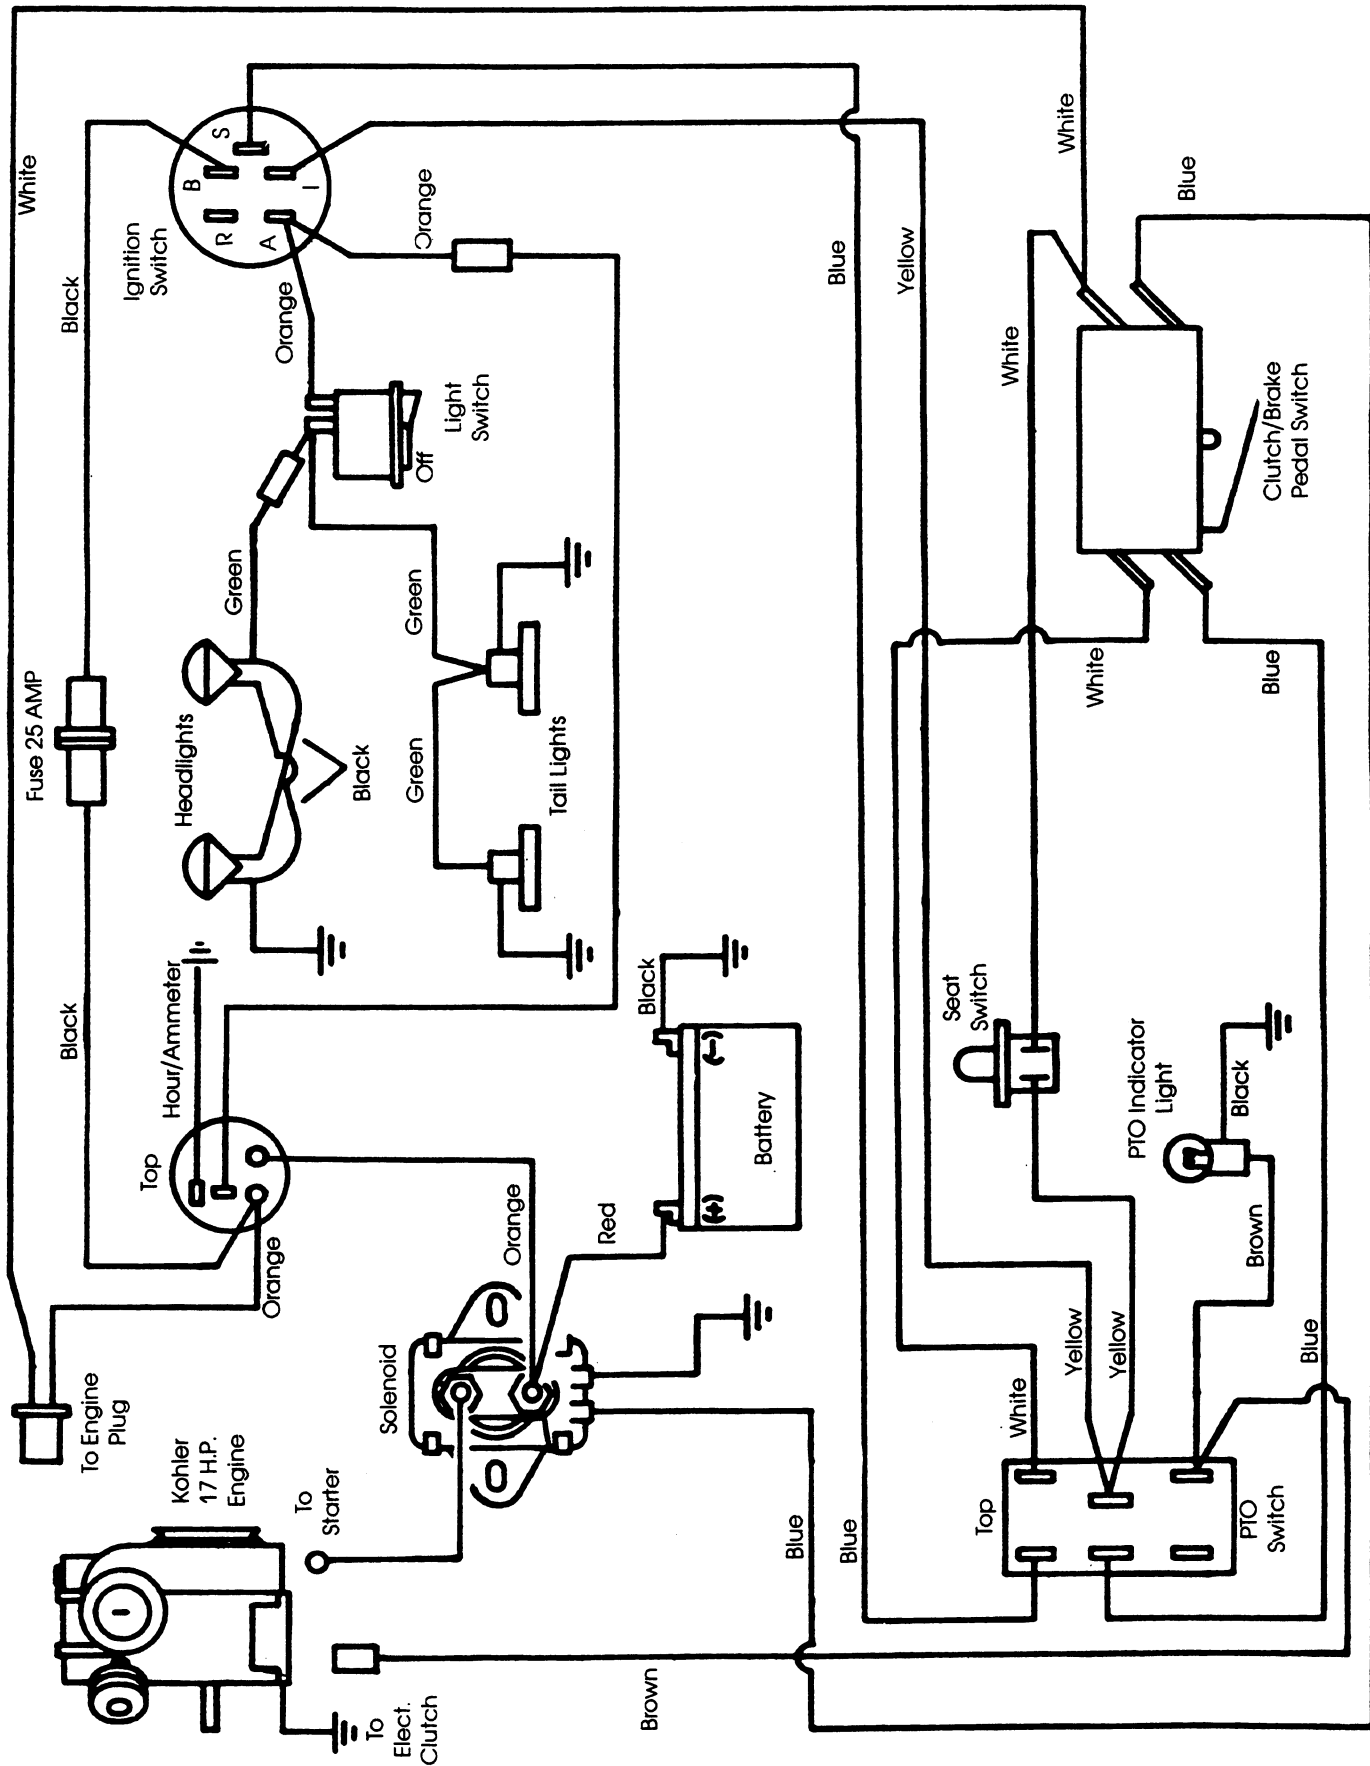 White
Black
Ignition
Switch
B
S
R
A
I
Orange
Orange
Light
Switch
Off
Blue
Yellow
White
Blue
White
Clutch/Brake
Pedal Switch
Fuse 25 AMP
Headlights
Green
Black
Green
Green
Tail Lights
White
Blue
Black
Hour/Ammeter
Top
Orange
Orange
Black
(-)
(+)
Battery
Red
Seat
Switch
PTO Indicator
Light
Black
Brown
Solenoid
To Engine
Plug
Kohler
17 H.P.
Engine
To
Starter
To
Elect.
Clutch
Brown
Blue
Blue
White
Yellow
Yellow
Blue
Top
PTO
Switch